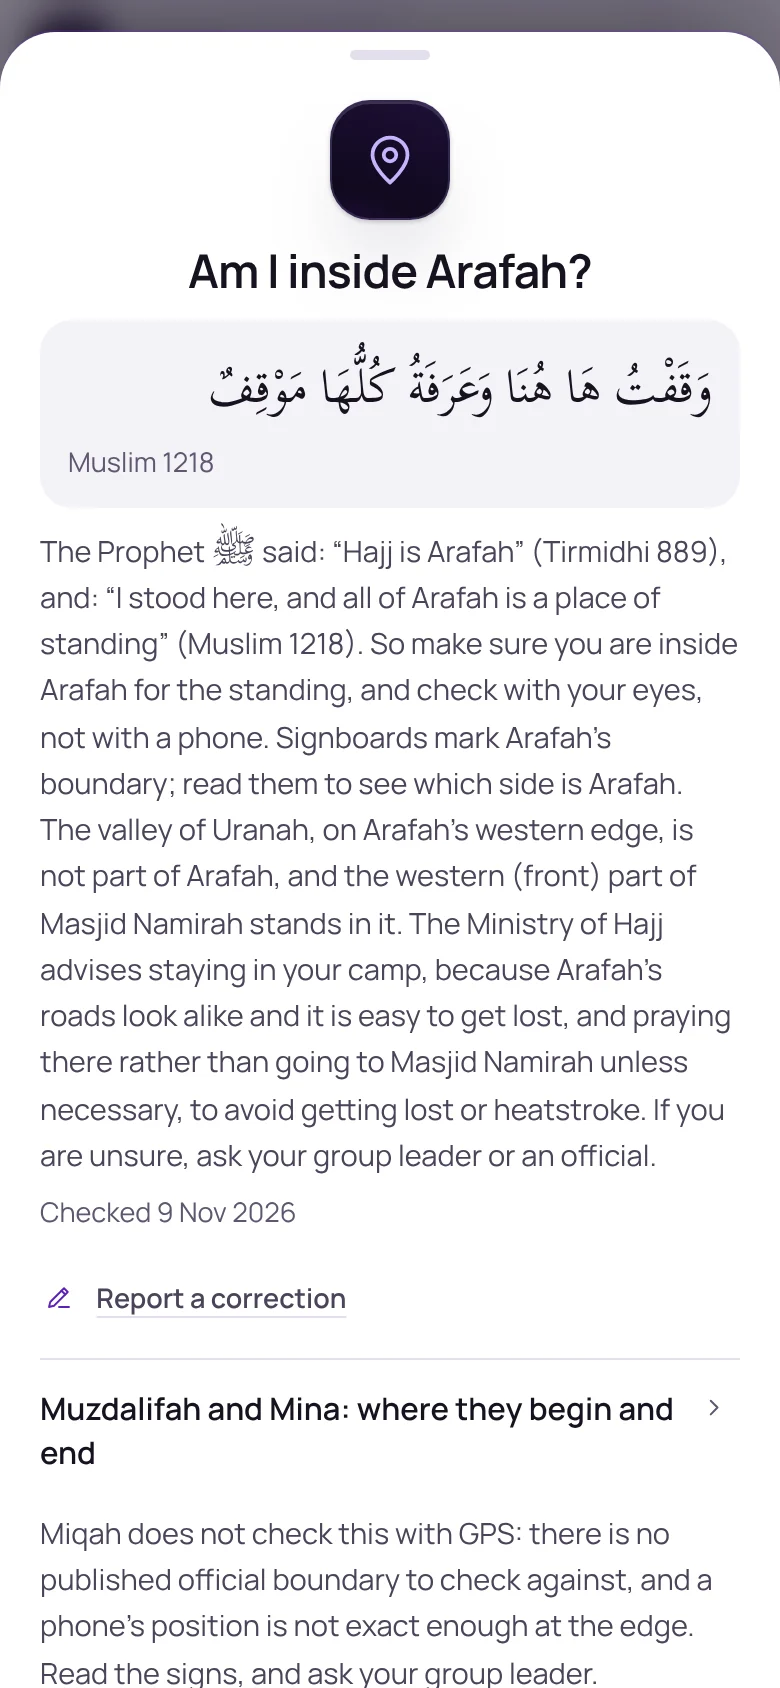 Am I inside Arafah?
وَقَفْتُ هَا هُنَا وَعَرَفَةُ كُلُّهَا مَوْقِفٌ
Muslim 1218
The Prophet ﷺ said: “Hajj is Arafah” (Tirmidhi 889),
and: “I stood here, and all of Arafah is a place of
standing” (Muslim 1218). So make sure you are inside
Arafah for the standing, and check with your eyes,
not with a phone. Signboards mark Arafah’s
boundary; read them to see which side is Arafah.
The valley of Uranah, on Arafah’s western edge, is
not part of Arafah, and the western (front) part of
Masjid Namirah stands in it. The Ministry of Hajj
advises staying in your camp, because Arafah’s
roads look alike and it is easy to get lost, and praying
there rather than going to Masjid Namirah unless
necessary, to avoid getting lost or heatstroke. If you
are unsure, ask your group leader or an official.
Checked 9 Nov 2026
Report a correction
Muzdalifah and Mina: where they begin and
end
Miqah does not check this with GPS: there is no
published official boundary to check against, and a
phone’s position is not exact enough at the edge.
Read the signs, and ask your group leader.